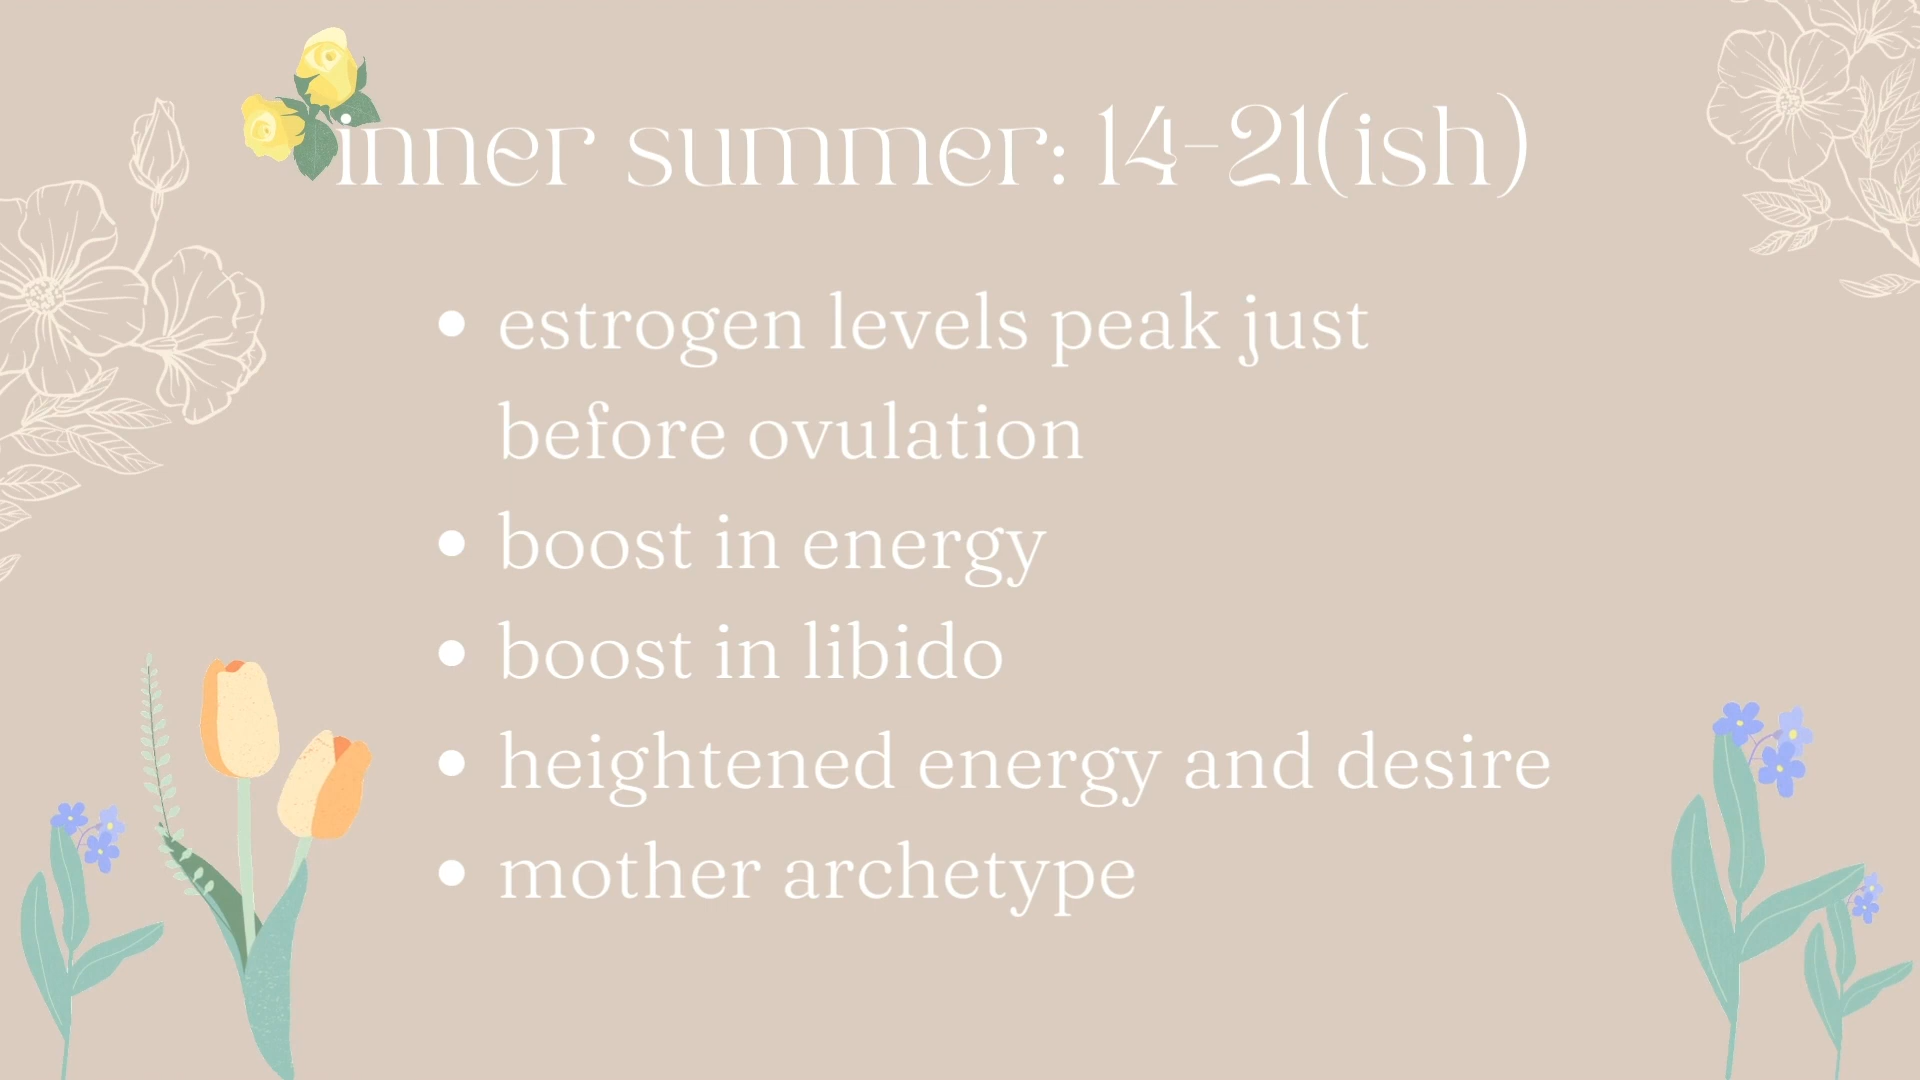 inner summer: 14-21(ish)
• estrogen levels peak just
before ovulation
• boost in energy
• boost in libido
• heightened energy and desire
• mother archetype